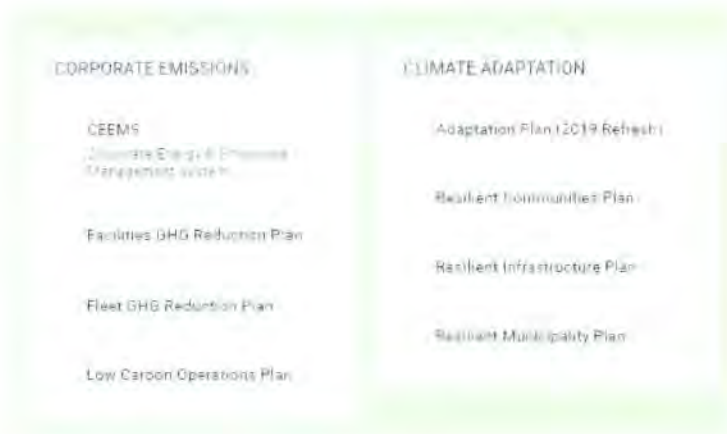 CORPORATE EMISSIONS
CEEMS
Corporate Energy & Emissions
Management System
Facilities GHG Reduction Plan
Fleet GHG Reduction Plan
Low Carbon Operations Plan
CLIMATE ADAPTATION
Adaptation Plan (2019 Refresh)
Resilient Communities Plan
Resilient Infrastructure Plan
Resilient Municipality Plan